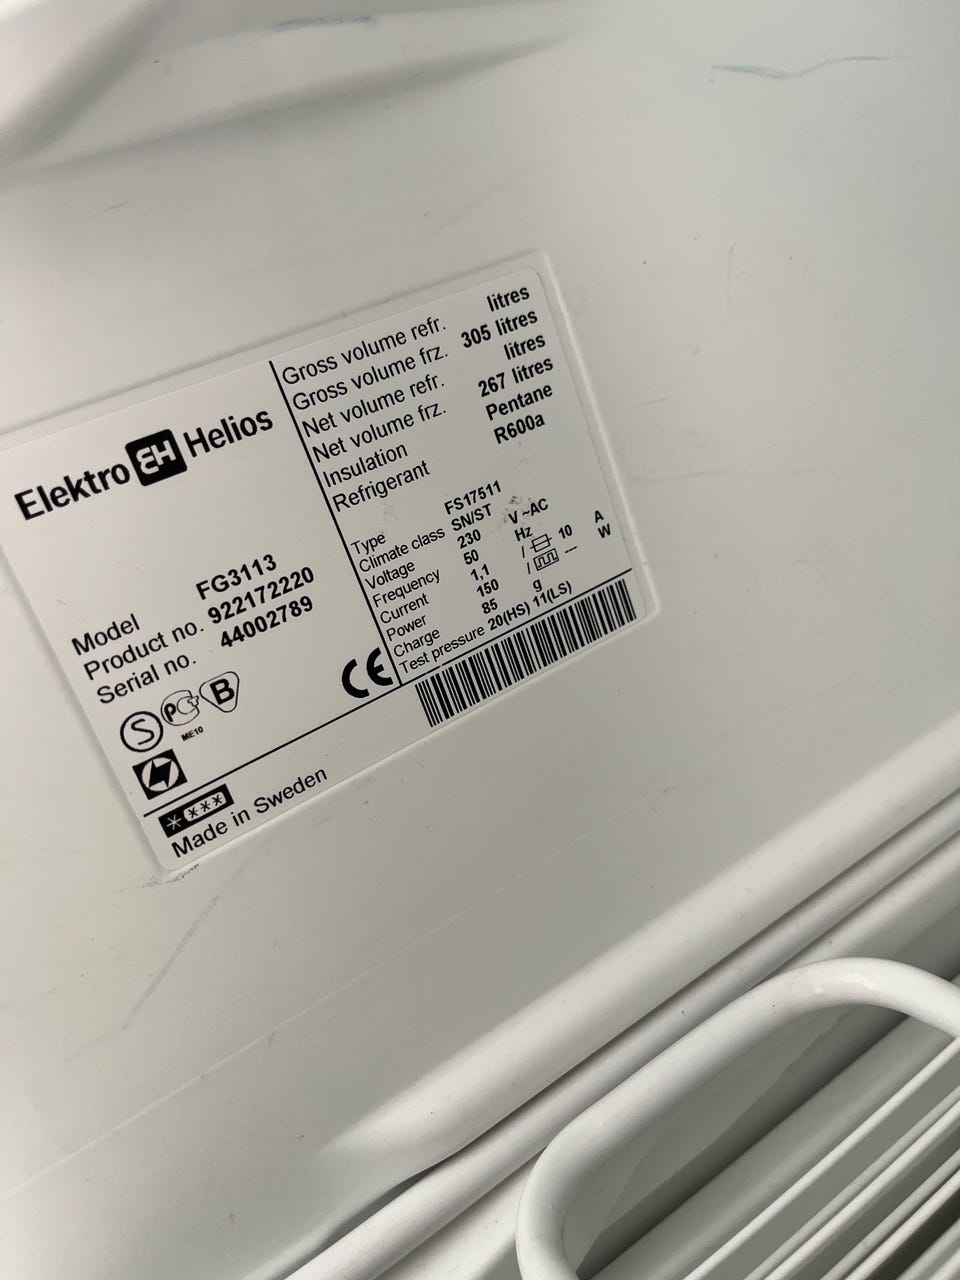 Elektro EH Helios
Model FG3113
Product no. 922172220
Serial no. 44002789
S PCT B
ME10
CE
****
Made in Sweden
Gross volume refr. litres
Gross volume frz. 305 litres
Net volume refr. litres
Net volume frz. 267 litres
Insulation Pentane
Refrigerant R600a
Type FS17511
Climate class SN/ST
Voltage 230 V ~AC
Frequency 50 Hz
Current 1,1 / 10 A
Power 150 / --- W
Charge 85 g
Test pressure 20(HS) 11(LS)